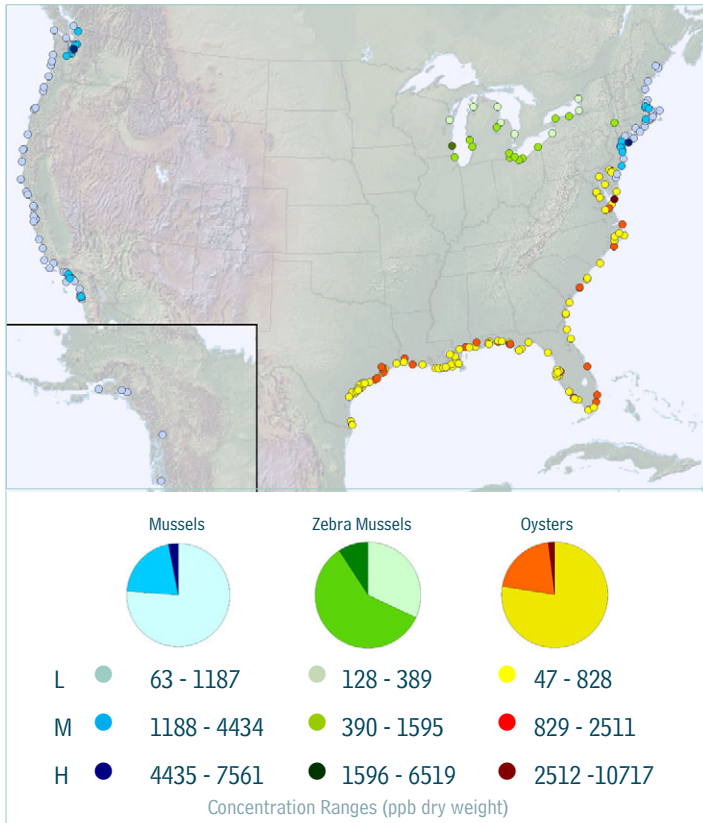 Mussels Zebra Mussels Oysters
L 63 - 1187 128 - 389 47 - 828
M 1188 - 4434 390 - 1595 829 - 2511
H 4435 - 7561 1596 - 6519 2512 -10717
Concentration Ranges (ppb dry weight)